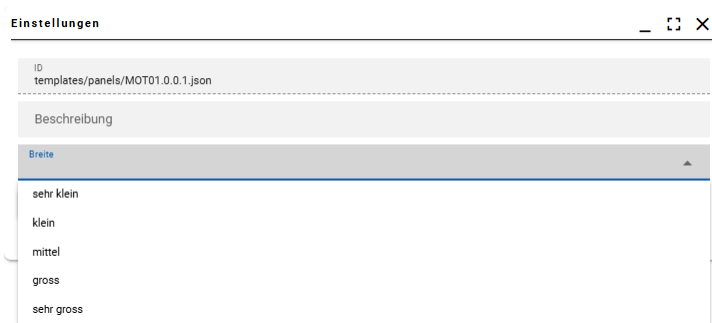 Einstellungen
ID
templates/panels/MOT01.0.0.1.json
Beschreibung
Breite
sehr klein
klein
mittel
gross
sehr gross